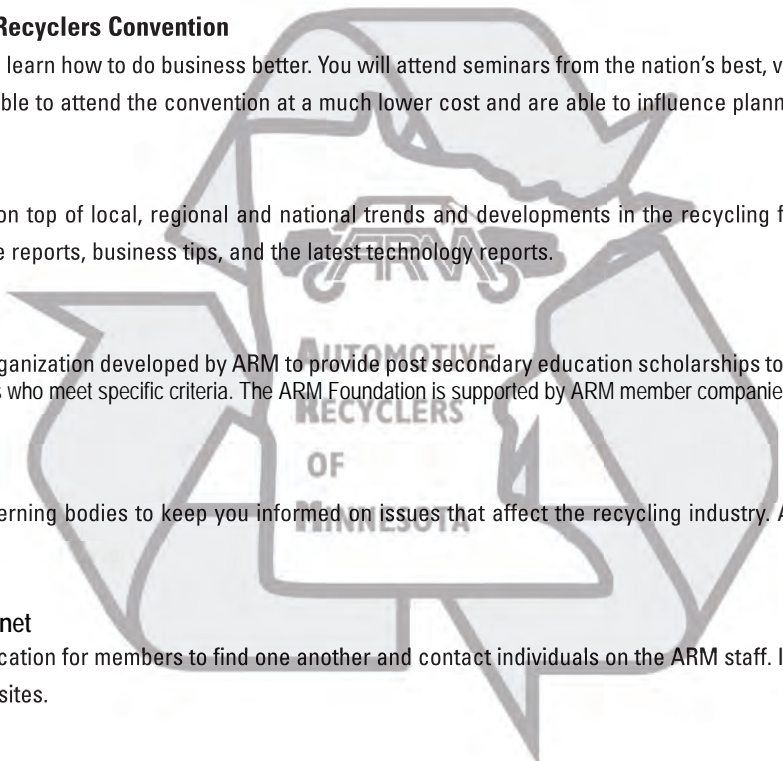 Recyclers Convention
learn how to do business better. You will attend seminars from the nation's best, v
ble to attend the convention at a much lower cost and are able to influence plann
on top of local, regional and national trends and developments in the recycling f
e reports, business tips, and the latest technology reports.
ARM
ganization developed by ARM to provide post secondary education scholarships to
AUTOMOTIVE
s who meet specific criteria. The ARM Foundation is supported by ARM member companie
RECYCLERS
OF
erning bodies to keep you informed on issues that affect the recycling industry. A
MINNESOTA
net
cation for members to find one another and contact individuals on the ARM staff. I
sites.